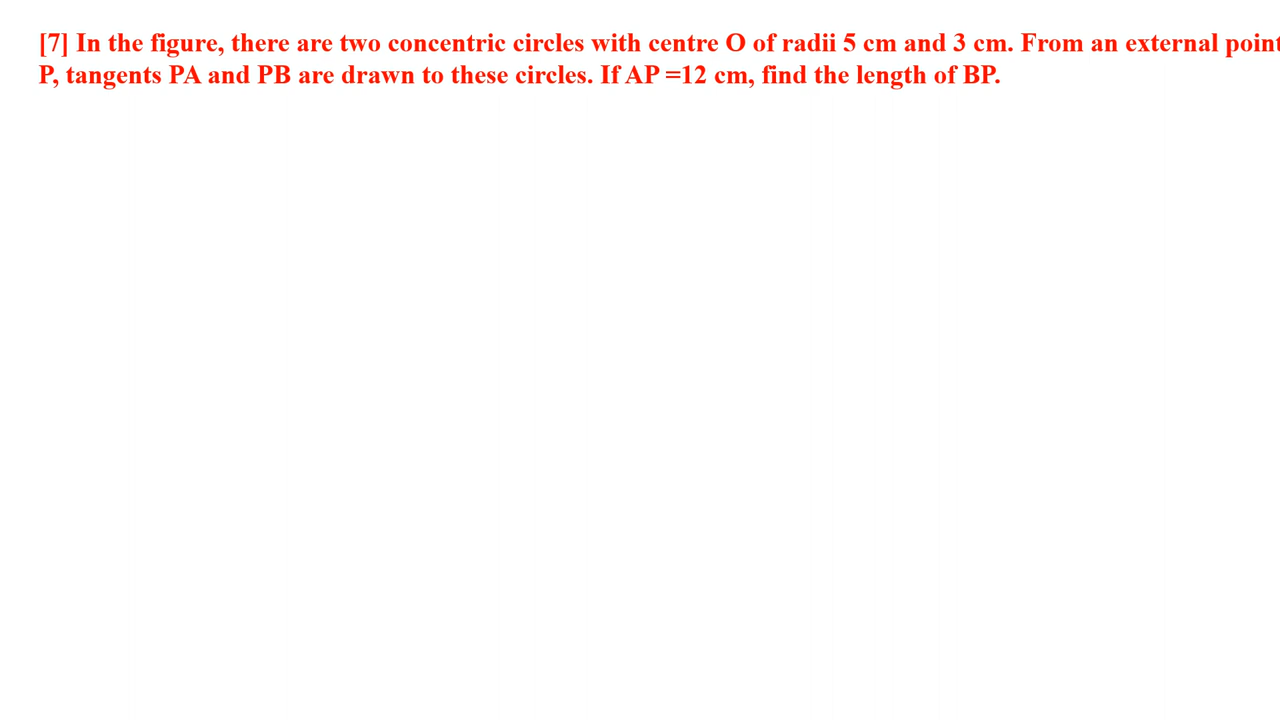 [7] In the figure, there are two concentric circles with centre O of radii 5 cm and 3 cm. From an external point
P, tangents PA and PB are drawn to these circles. If AP =12 cm, find the length of BP.